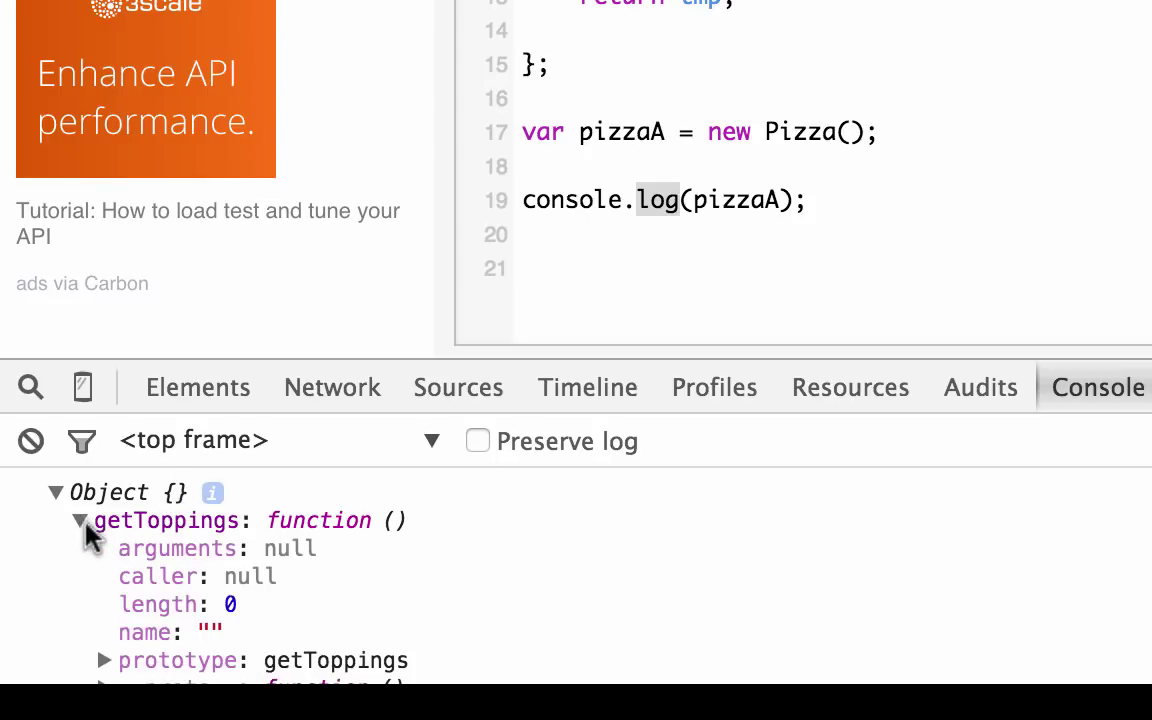 3scale
Enhance API
performance.
Tutorial: How to load test and tune your
API
ads via Carbon
13 return tmp;
14
15 };
16
17 var pizzaA = new Pizza();
18
19 console.log(pizzaA);
20
21
Elements Network Sources Timeline Profiles Resources Audits Console
<top frame> ▼ Preserve log
▼ Object {} i
▼ getToppings: function ()
arguments: null
caller: null
length: 0
name: ""
▶ prototype: getToppings
function ()